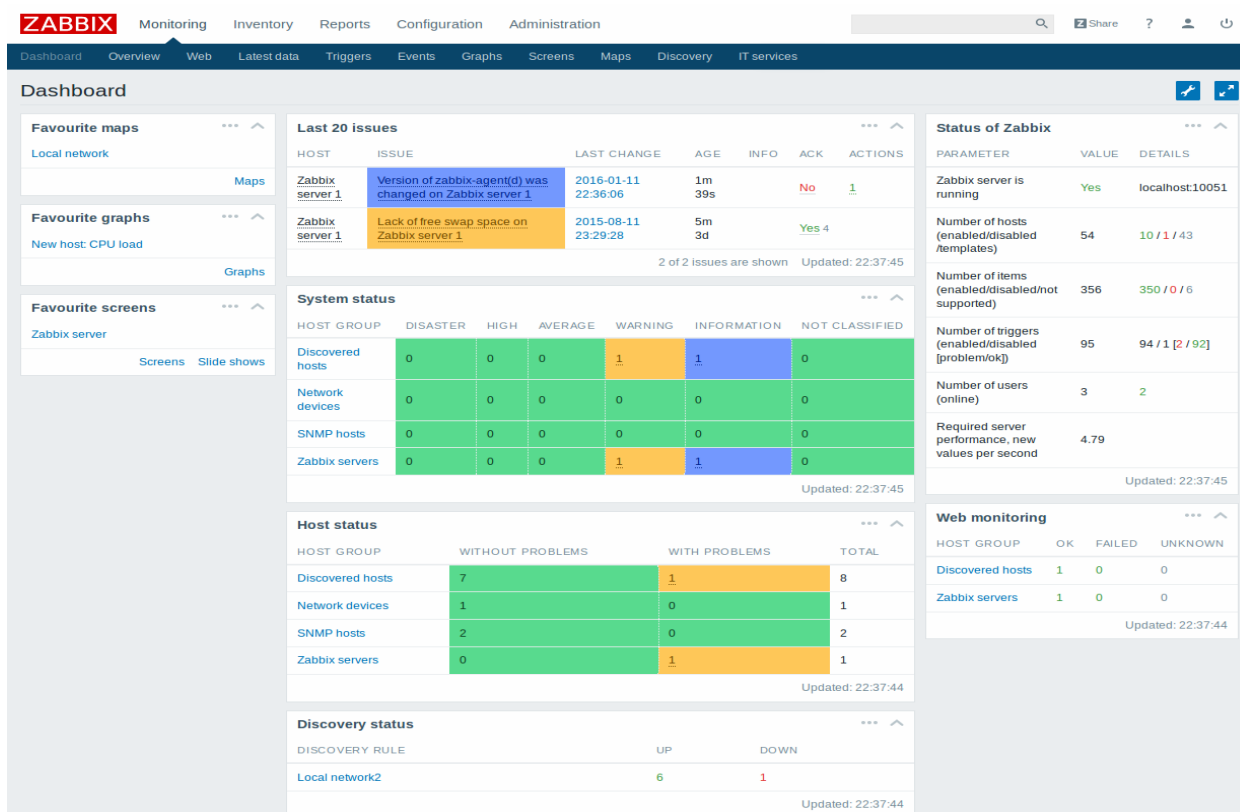 ZABBIX Monitoring Inventory Reports Configuration Administration Z Share ?
Dashboard Overview Web Latest data Triggers Events Graphs Screens Maps Discovery IT services
Dashboard
Favourite maps
Local network
Maps
Favourite graphs
New host: CPU load
Graphs
Favourite screens
Zabbix server
Screens Slide shows
Last 20 issues
HOST ISSUE LAST CHANGE AGE INFO ACK ACTIONS
Zabbix server 1 Version of zabbix-agent(d) was changed on Zabbix server 1 2016-01-11 22:36:06 1m 39s No 1
Zabbix server 1 Lack of free swap space on Zabbix server 1 2015-08-11 23:29:28 5m 3d Yes 4
2 of 2 issues are shown Updated: 22:37:45
System status
HOST GROUP DISASTER HIGH AVERAGE WARNING INFORMATION NOT CLASSIFIED
Discovered hosts 0 0 0 1 1 0
Network devices 0 0 0 0 0 0
SNMP hosts 0 0 0 0 0 0
Zabbix servers 0 0 0 1 1 0
Updated: 22:37:45
Host status
HOST GROUP WITHOUT PROBLEMS WITH PROBLEMS TOTAL
Discovered hosts 7 1 8
Network devices 1 0 1
SNMP hosts 2 0 2
Zabbix servers 0 1 1
Updated: 22:37:44
Discovery status
DISCOVERY RULE UP DOWN
Local network2 6 1
Updated: 22:37:44
Status of Zabbix
PARAMETER VALUE DETAILS
Zabbix server is running Yes localhost:10051
Number of hosts (enabled/disabled/templates) 54 10 / 1 / 43
Number of items (enabled/disabled/not supported) 356 350 / 0 / 6
Number of triggers (enabled/disabled [problem/ok]) 95 94 / 1 [2 / 92]
Number of users (online) 3 2
Required server performance, new values per second 4.79
Updated: 22:37:45
Web monitoring
HOST GROUP OK FAILED UNKNOWN
Discovered hosts 1 0 0
Zabbix servers 1 0 0
Updated: 22:37:44